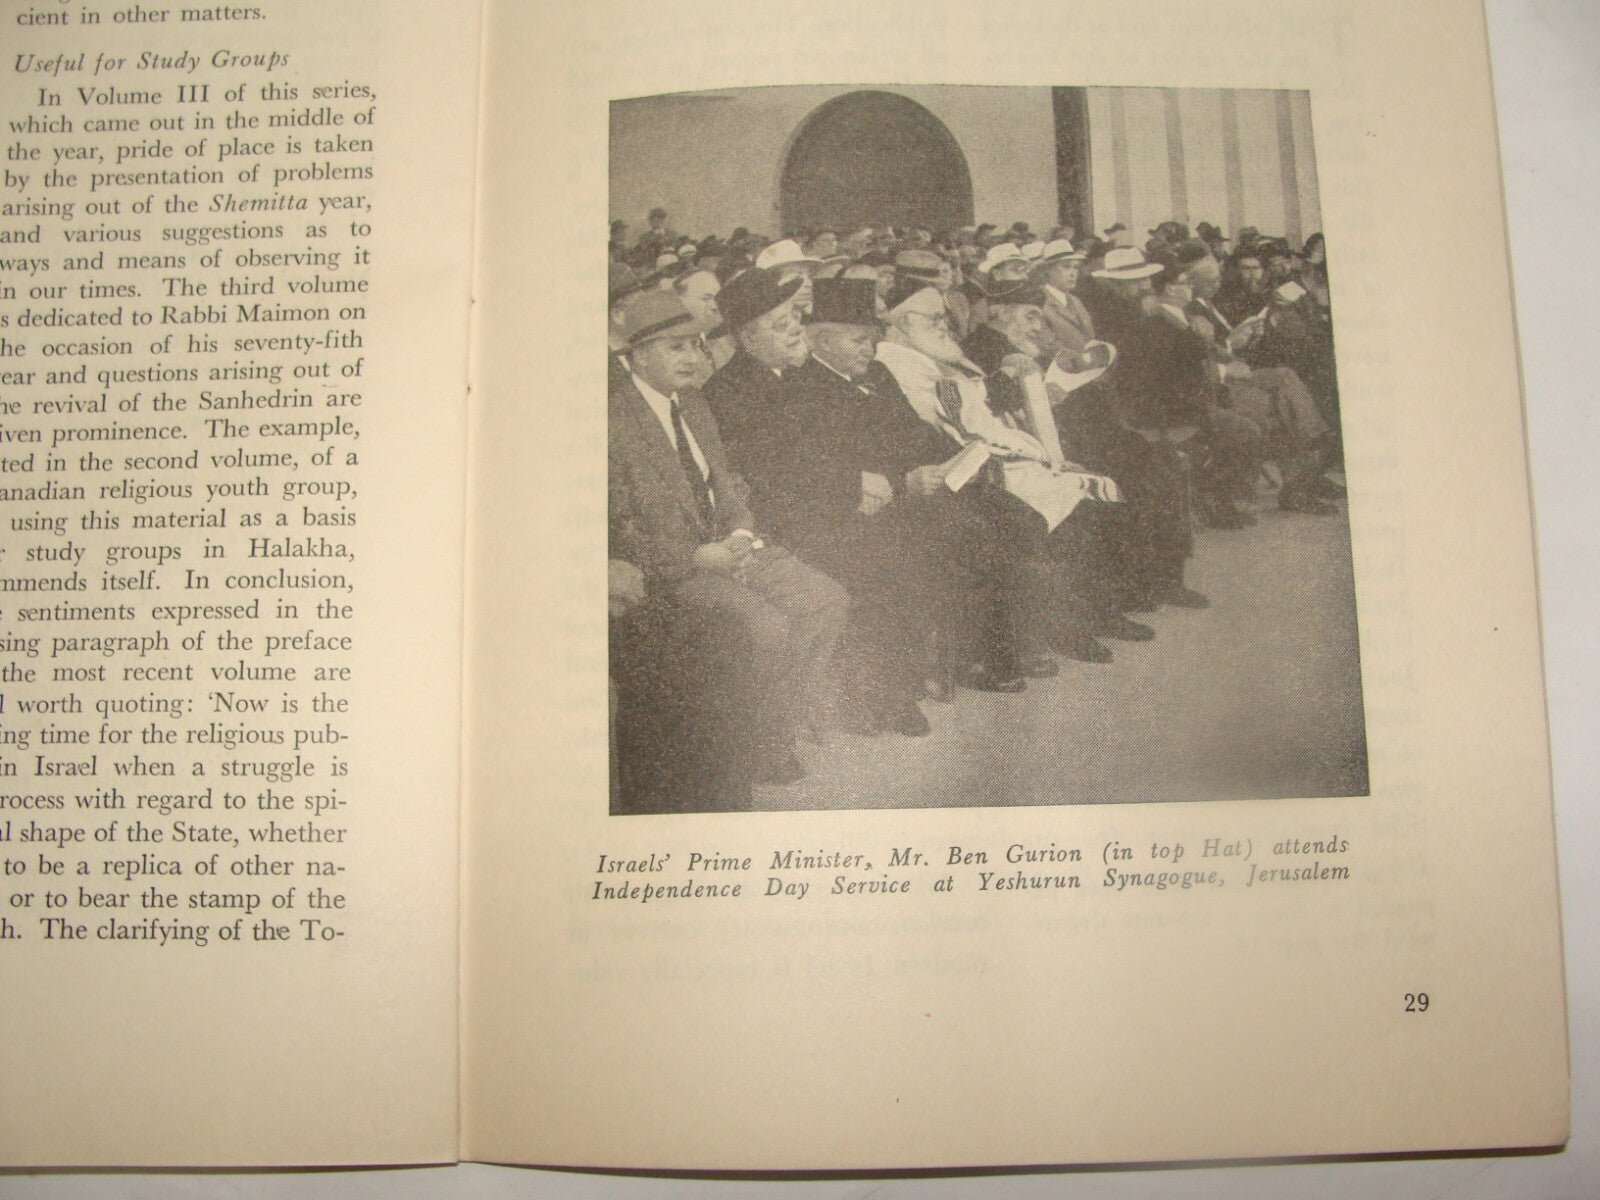 cient in other matters.
Useful for Study Groups
In Volume III of this series,
which came out in the middle of
the year, pride of place is taken
by the presentation of problems
arising out of the Shemitta year,
and various suggestions as to
ways and means of observing it
in our times. The third volume
s dedicated to Rabbi Maimon on
he occasion of his seventy-fith
ear and questions arising out of
he revival of the Sanhedrin are
iven prominence. The example,
ted in the second volume, of a
anadian religious youth group,
using this material as a basis
r study groups in Halakha,
mmends itself. In conclusion,
e sentiments expressed in the
sing paragraph of the preface
the most recent volume are
l worth quoting: 'Now is the
ing time for the religious pub-
in Israel when a struggle is
rocess with regard to the spi-
al shape of the State, whether
to be a replica of other na-
or to bear the stamp of the
h. The clarifying of the To-
Israels' Prime Minister, Mr. Ben Gurion (in top Hat) attends
Independence Day Service at Yeshurun Synagogue, Jerusalem
29